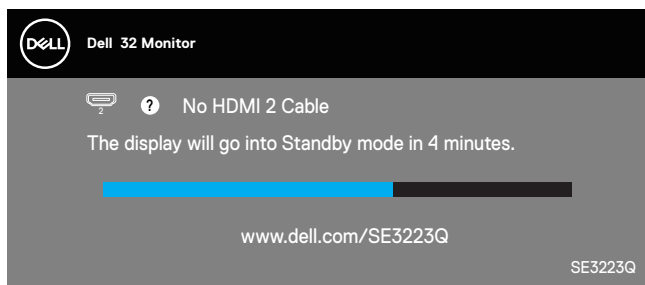 DELL
Dell 32 Monitor
2 ? No HDMI 2 Cable
The display will go into Standby mode in 4 minutes.
www.dell.com/SE3223Q
SE3223Q